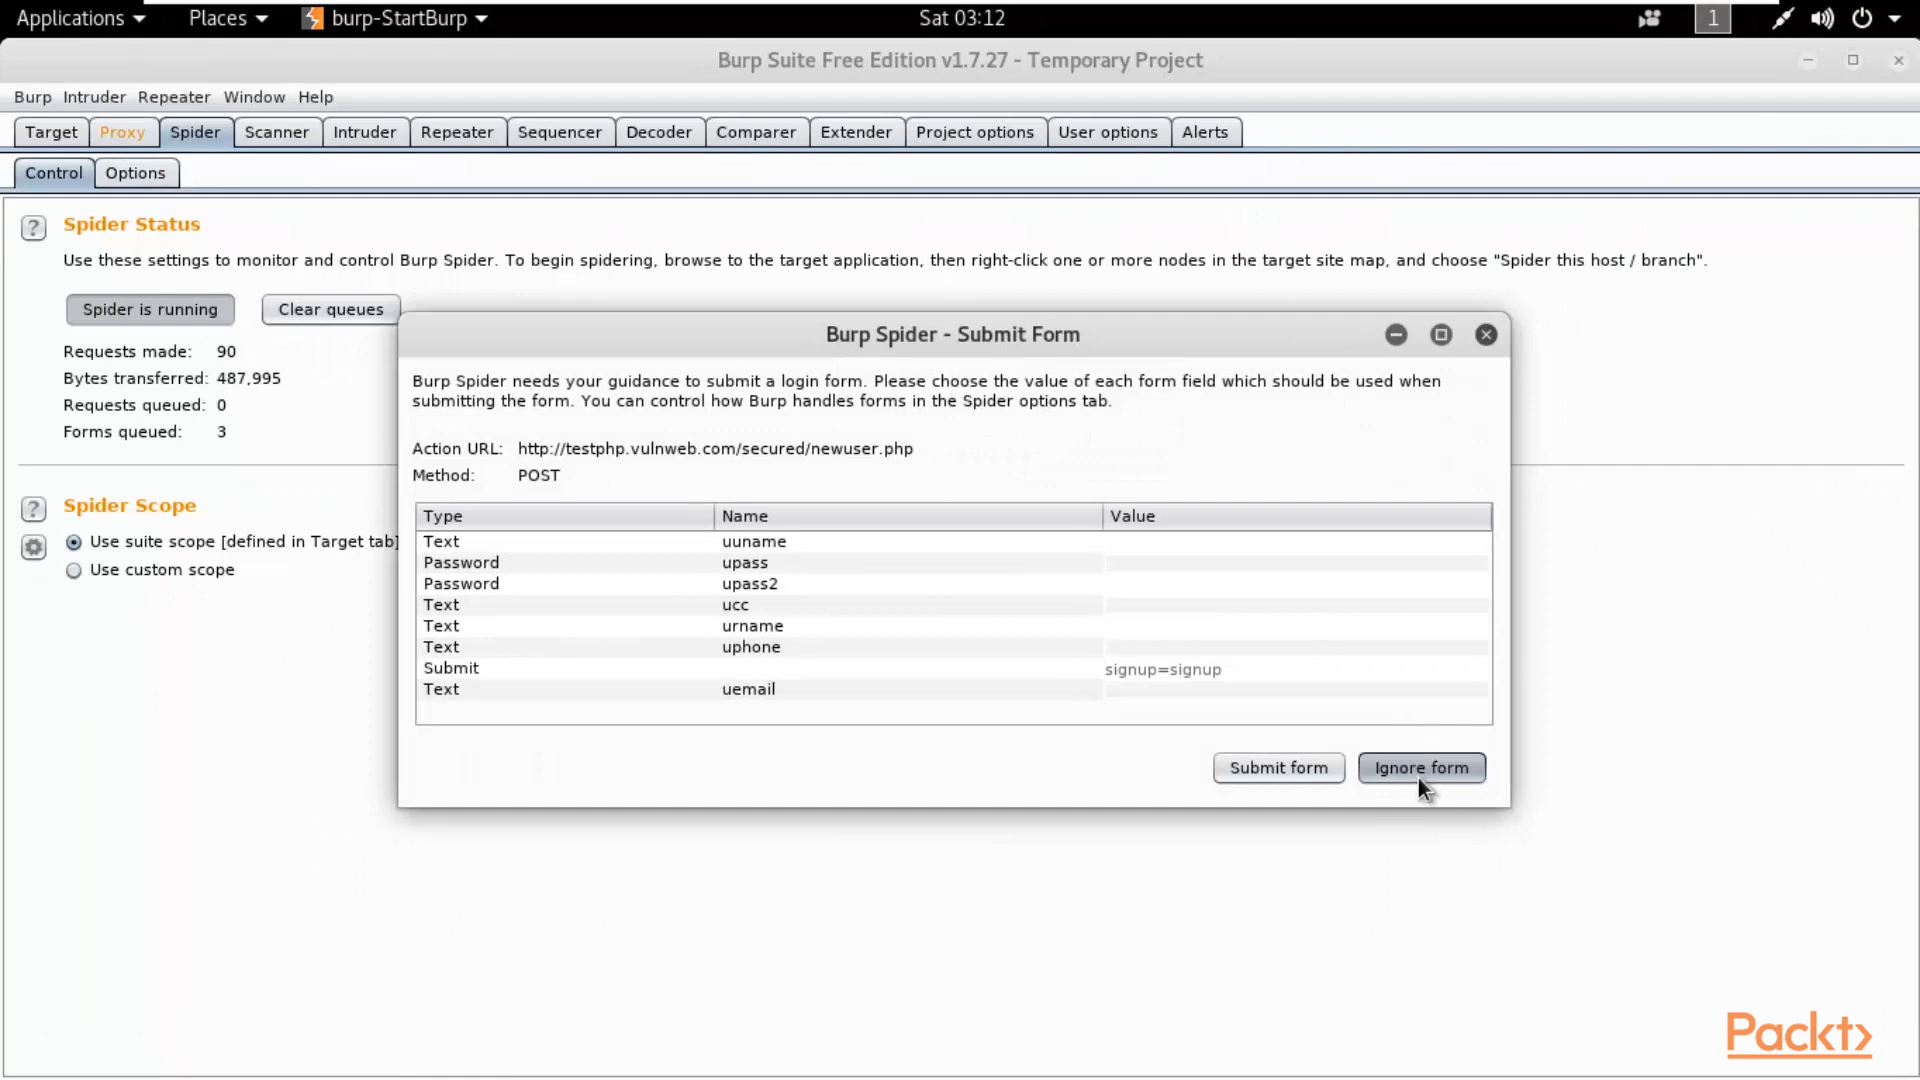 Applications Places burp-StartBurp Sat 03:12 1
Burp Suite Free Edition v1.7.27 - Temporary Project
Burp Intruder Repeater Window Help
Target Proxy Spider Scanner Intruder Repeater Sequencer Decoder Comparer Extender Project options User options Alerts
Control Options
? Spider Status
Use these settings to monitor and control Burp Spider. To begin spidering, browse to the target application, then right-click one or more nodes in the target site map, and choose "Spider this host / branch".
Spider is running Clear queues
Requests made: 90
Bytes transferred: 487,995
Requests queued: 0
Forms queued: 3
? Spider Scope
Use suite scope [defined in Target tab]
Use custom scope
Burp Spider - Submit Form
Burp Spider needs your guidance to submit a login form. Please choose the value of each form field which should be used when
submitting the form. You can control how Burp handles forms in the Spider options tab.
Action URL: http://testphp.vulnweb.com/secured/newuser.php
Method: POST
Type Name Value
Text uuname
Password upass
Password upass2
Text ucc
Text urname
Text uphone
Submit signup=signup
Text uemail
Submit form Ignore form
Packt>